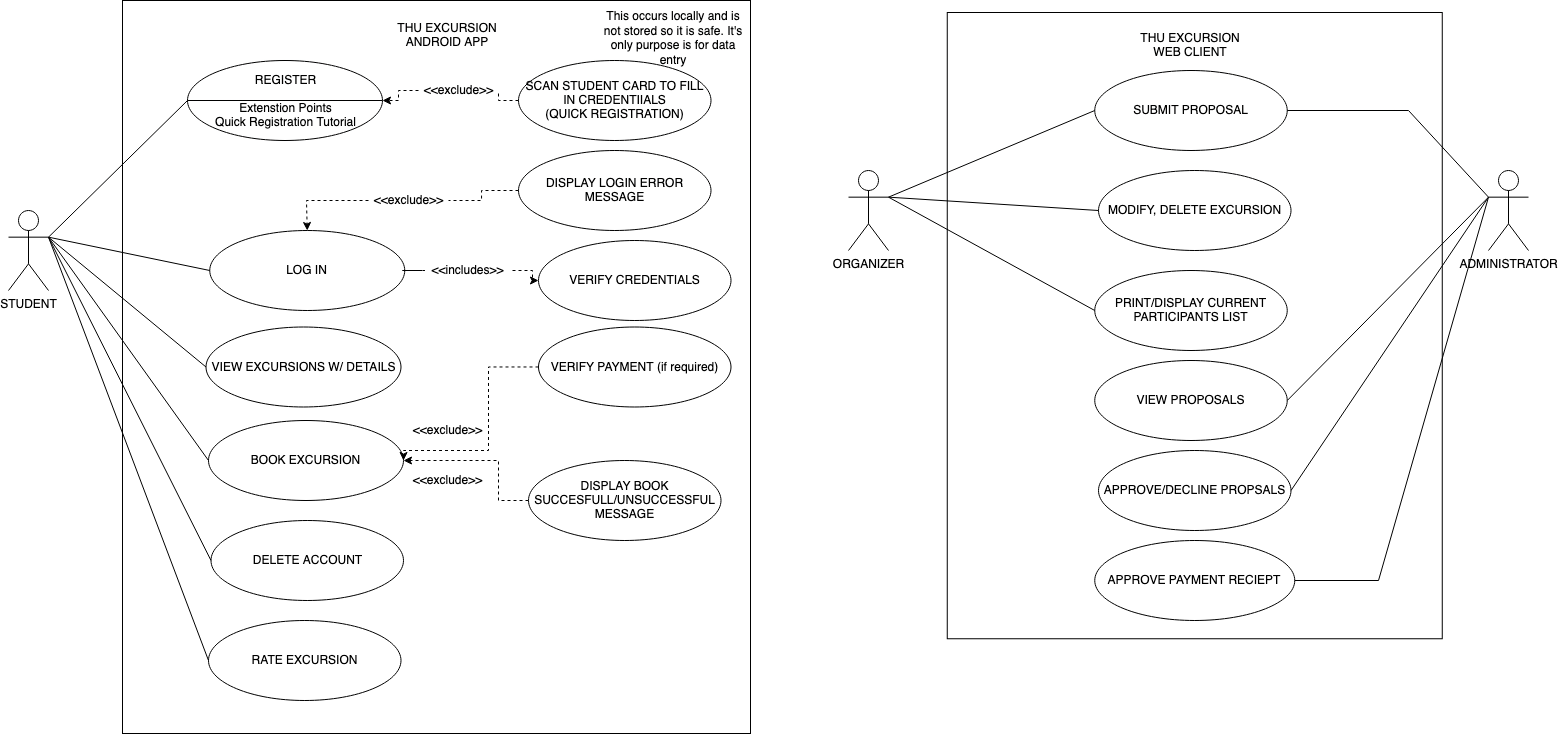 THU EXCURSION
ANDROID APP
This occurs locally and is
not stored so it is safe. It's
only purpose is for data
entry
REGISTER
Extenstion Points
Quick Registration Tutorial
<<exclude>>
SCAN STUDENT CARD TO FILL
IN CREDENTIIALS
(QUICK REGISTRATION)
<<exclude>>
DISPLAY LOGIN ERROR
MESSAGE
LOG IN
<<includes>>
VERIFY CREDENTIALS
STUDENT
VIEW EXCURSIONS W/ DETAILS
VERIFY PAYMENT (if required)
<<exclude>>
BOOK EXCURSION
<<exclude>>
DISPLAY BOOK
SUCCESFULL/UNSUCCESSFUL
MESSAGE
DELETE ACCOUNT
RATE EXCURSION
THU EXCURSION
WEB CLIENT
SUBMIT PROPOSAL
MODIFY, DELETE EXCURSION
ORGANIZER
ADMINISTRATOR
PRINT/DISPLAY CURRENT
PARTICIPANTS LIST
VIEW PROPOSALS
APPROVE/DECLINE PROPSALS
APPROVE PAYMENT RECIEPT